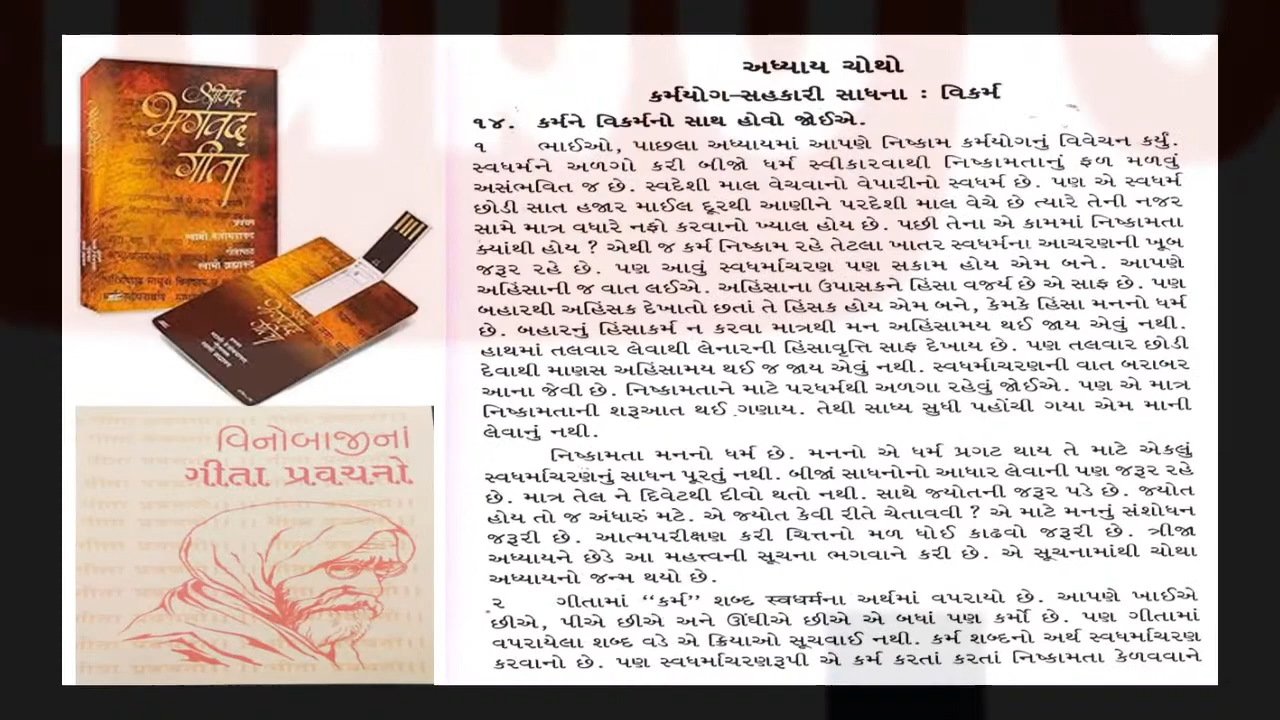 શ્રીમદ્
ભગવદ્
ગીતા
વિનોબાજીનાં
ગીતા પ્રવચનો
અધ્યાય ચોથો
કર્મયોગ-સહકારી સાધના : વિકર્મ
૧૪. કર્મને વિકર્મનો સાથ હોવો જોઈએ.
૧ ભાઈઓ, પાછલા અધ્યાયમાં આપણે નિષ્કામ કર્મયોગનું વિવેચન કર્યું.
સ્વધર્મને અળગો કરી બીજો ધર્મ સ્વીકારવાથી નિષ્કામતાનું ફળ મળવું
અસંભવિત જ છે. સ્વદેશી માલ વેચવાનો વેપારીનો સ્વધર્મ છે. પણ એ સ્વધર્મ
છોડી સાત હજાર માઈલ દૂરથી આણીને પરદેશી માલ વેચે છે ત્યારે તેની નજર
સામે માત્ર વધારે નફો કરવાનો ખ્યાલ હોય છે. પછી તેના એ કામમાં નિષ્કામતા
ક્યાંથી હોય ? એથી જ કર્મ નિષ્કામ રહે તેટલા ખાતર સ્વધર્મના આચરણની ખૂબ
જરૂર રહે છે. પણ આવું સ્વધર્માચરણ પણ સકામ હોય એમ બને. આપણે
અહિંસાની જ વાત લઈએ. અહિંસાના ઉપાસકને હિંસા વર્જ્ય છે એ સાફ છે. પણ
બહારથી અહિંસક દેખાતો છતાં તે હિંસક હોય એમ બને, કેમકે હિંસા મનનો ધર્મ
છે. બહારનું હિંસાકર્મ ન કરવા માત્રથી મન અહિંસામય થઈ જાય એવું નથી.
હાથમાં તલવાર લેવાથી લેનારની હિંસાવૃત્તિ સાફ દેખાય છે. પણ તલવાર છોડી
દેવાથી માણસ અહિંસામય થઈ જ જાય એવું નથી. સ્વધર્માચરણની વાત બરાબર
આના જેવી છે. નિષ્કામતાને માટે પરધર્મથી અળગા રહેવું જોઈએ. પણ એ માત્ર
નિષ્કામતાની શરૂઆત થઈ ગણાય. તેથી સાધ્ય સુધી પહોંચી ગયા એમ માની
લેવાનું નથી.
નિષ્કામતા મનનો ધર્મ છે. મનનો એ ધર્મ પ્રગટ થાય તે માટે એકલું
સ્વધર્માચરણનું સાધન પૂરતું નથી. બીજાં સાધનોનો આધાર લેવાની પણ જરૂર રહે
છે. માત્ર તેલ ને દિવેટથી દીવો થતો નથી. સાથે જ્યોતની જરૂર પડે છે. જ્યોત
હોય તો જ અંધારું મટે. એ જ્યોત કેવી રીતે ચેતાવવી ? એ માટે મનનું સંશોધન
જરૂરી છે. આત્મપરીક્ષણ કરી ચિત્તનો મળ ધોઈ કાઢવો જરૂરી છે. ત્રીજા
અધ્યાયને છેડે આ મહત્ત્વની સૂચના ભગવાને કરી છે. એ સૂચનામાંથી ચોથા
અધ્યાયનો જન્મ થયો છે.
૨ ગીતામાં “કર્મ” શબ્દ સ્વધર્મના અર્થમાં વપરાયો છે. આપણે ખાઈએ
છીએ, પીએ છીએ અને ઊંઘીએ છીએ એ બધાં પણ કર્મો છે. પણ ગીતામાં
વપરાયેલા શબ્દ વડે એ ક્રિયાઓ સૂચવાઈ નથી. કર્મ શબ્દનો અર્થ સ્વધર્માચરણ
કરવાનો છે. પણ સ્વધર્માચરણરૂપી એ કર્મ કરતાં કરતાં નિષ્કામતા કેળવવાને